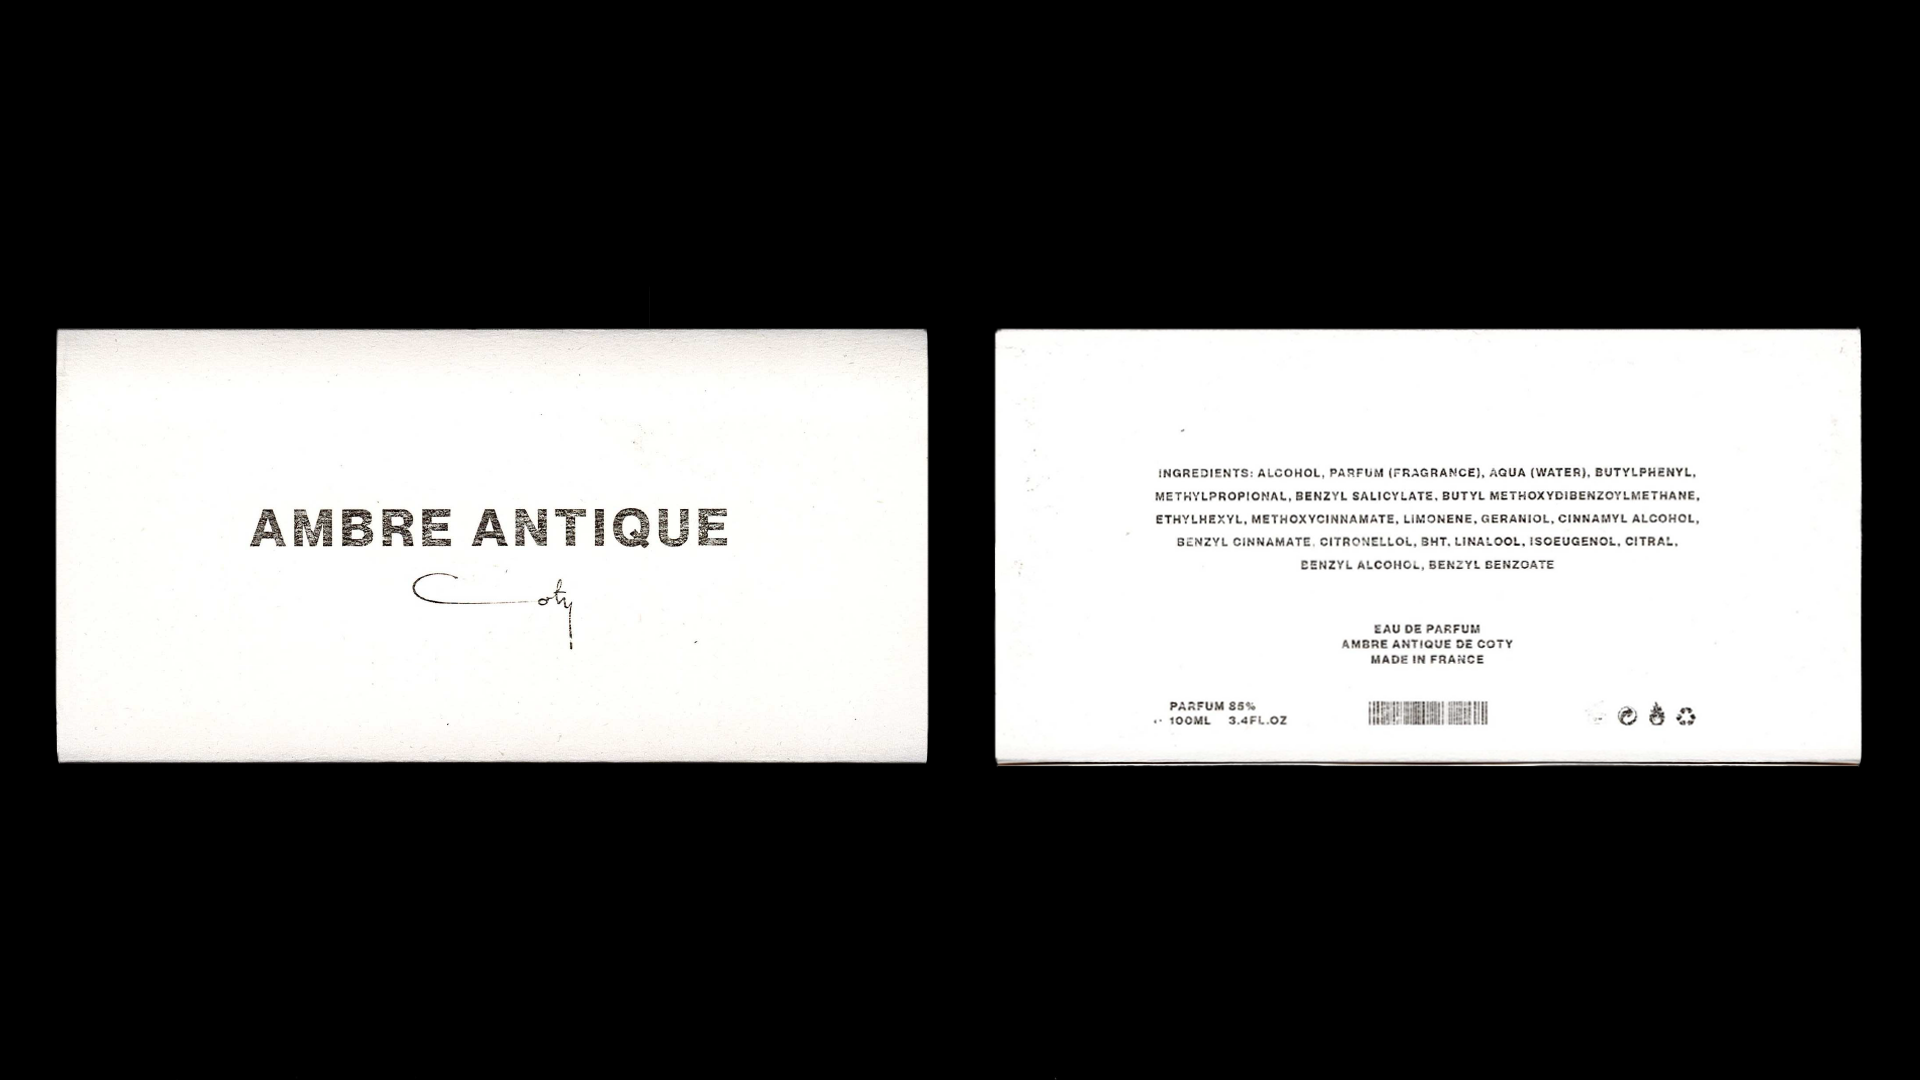 AMBRE ANTIQUE
Coty
INGREDIENTS: ALCOHOL, PARFUM (FRAGRANCE), AQUA (WATER), BUTYLPHENYL,
METHYLPROPIONAL, BENZYL SALICYLATE, BUTYL METHOXYDIBENZOYLMETHANE,
ETHYLHEXYL, METHOXYCINNAMATE, LIMONENE, GERANIOL, CINNAMYL ALCOHOL,
BENZYL CINNAMATE, CITRONELLOL, BHT, LINALOOL, ISOEUGENOL, CITRAL,
BENZYL ALCOHOL, BENZYL BENZOATE
EAU DE PARFUM
AMBRE ANTIQUE DE COTY
MADE IN FRANCE
PARFUM 85%
100ML 3.4FL.OZ